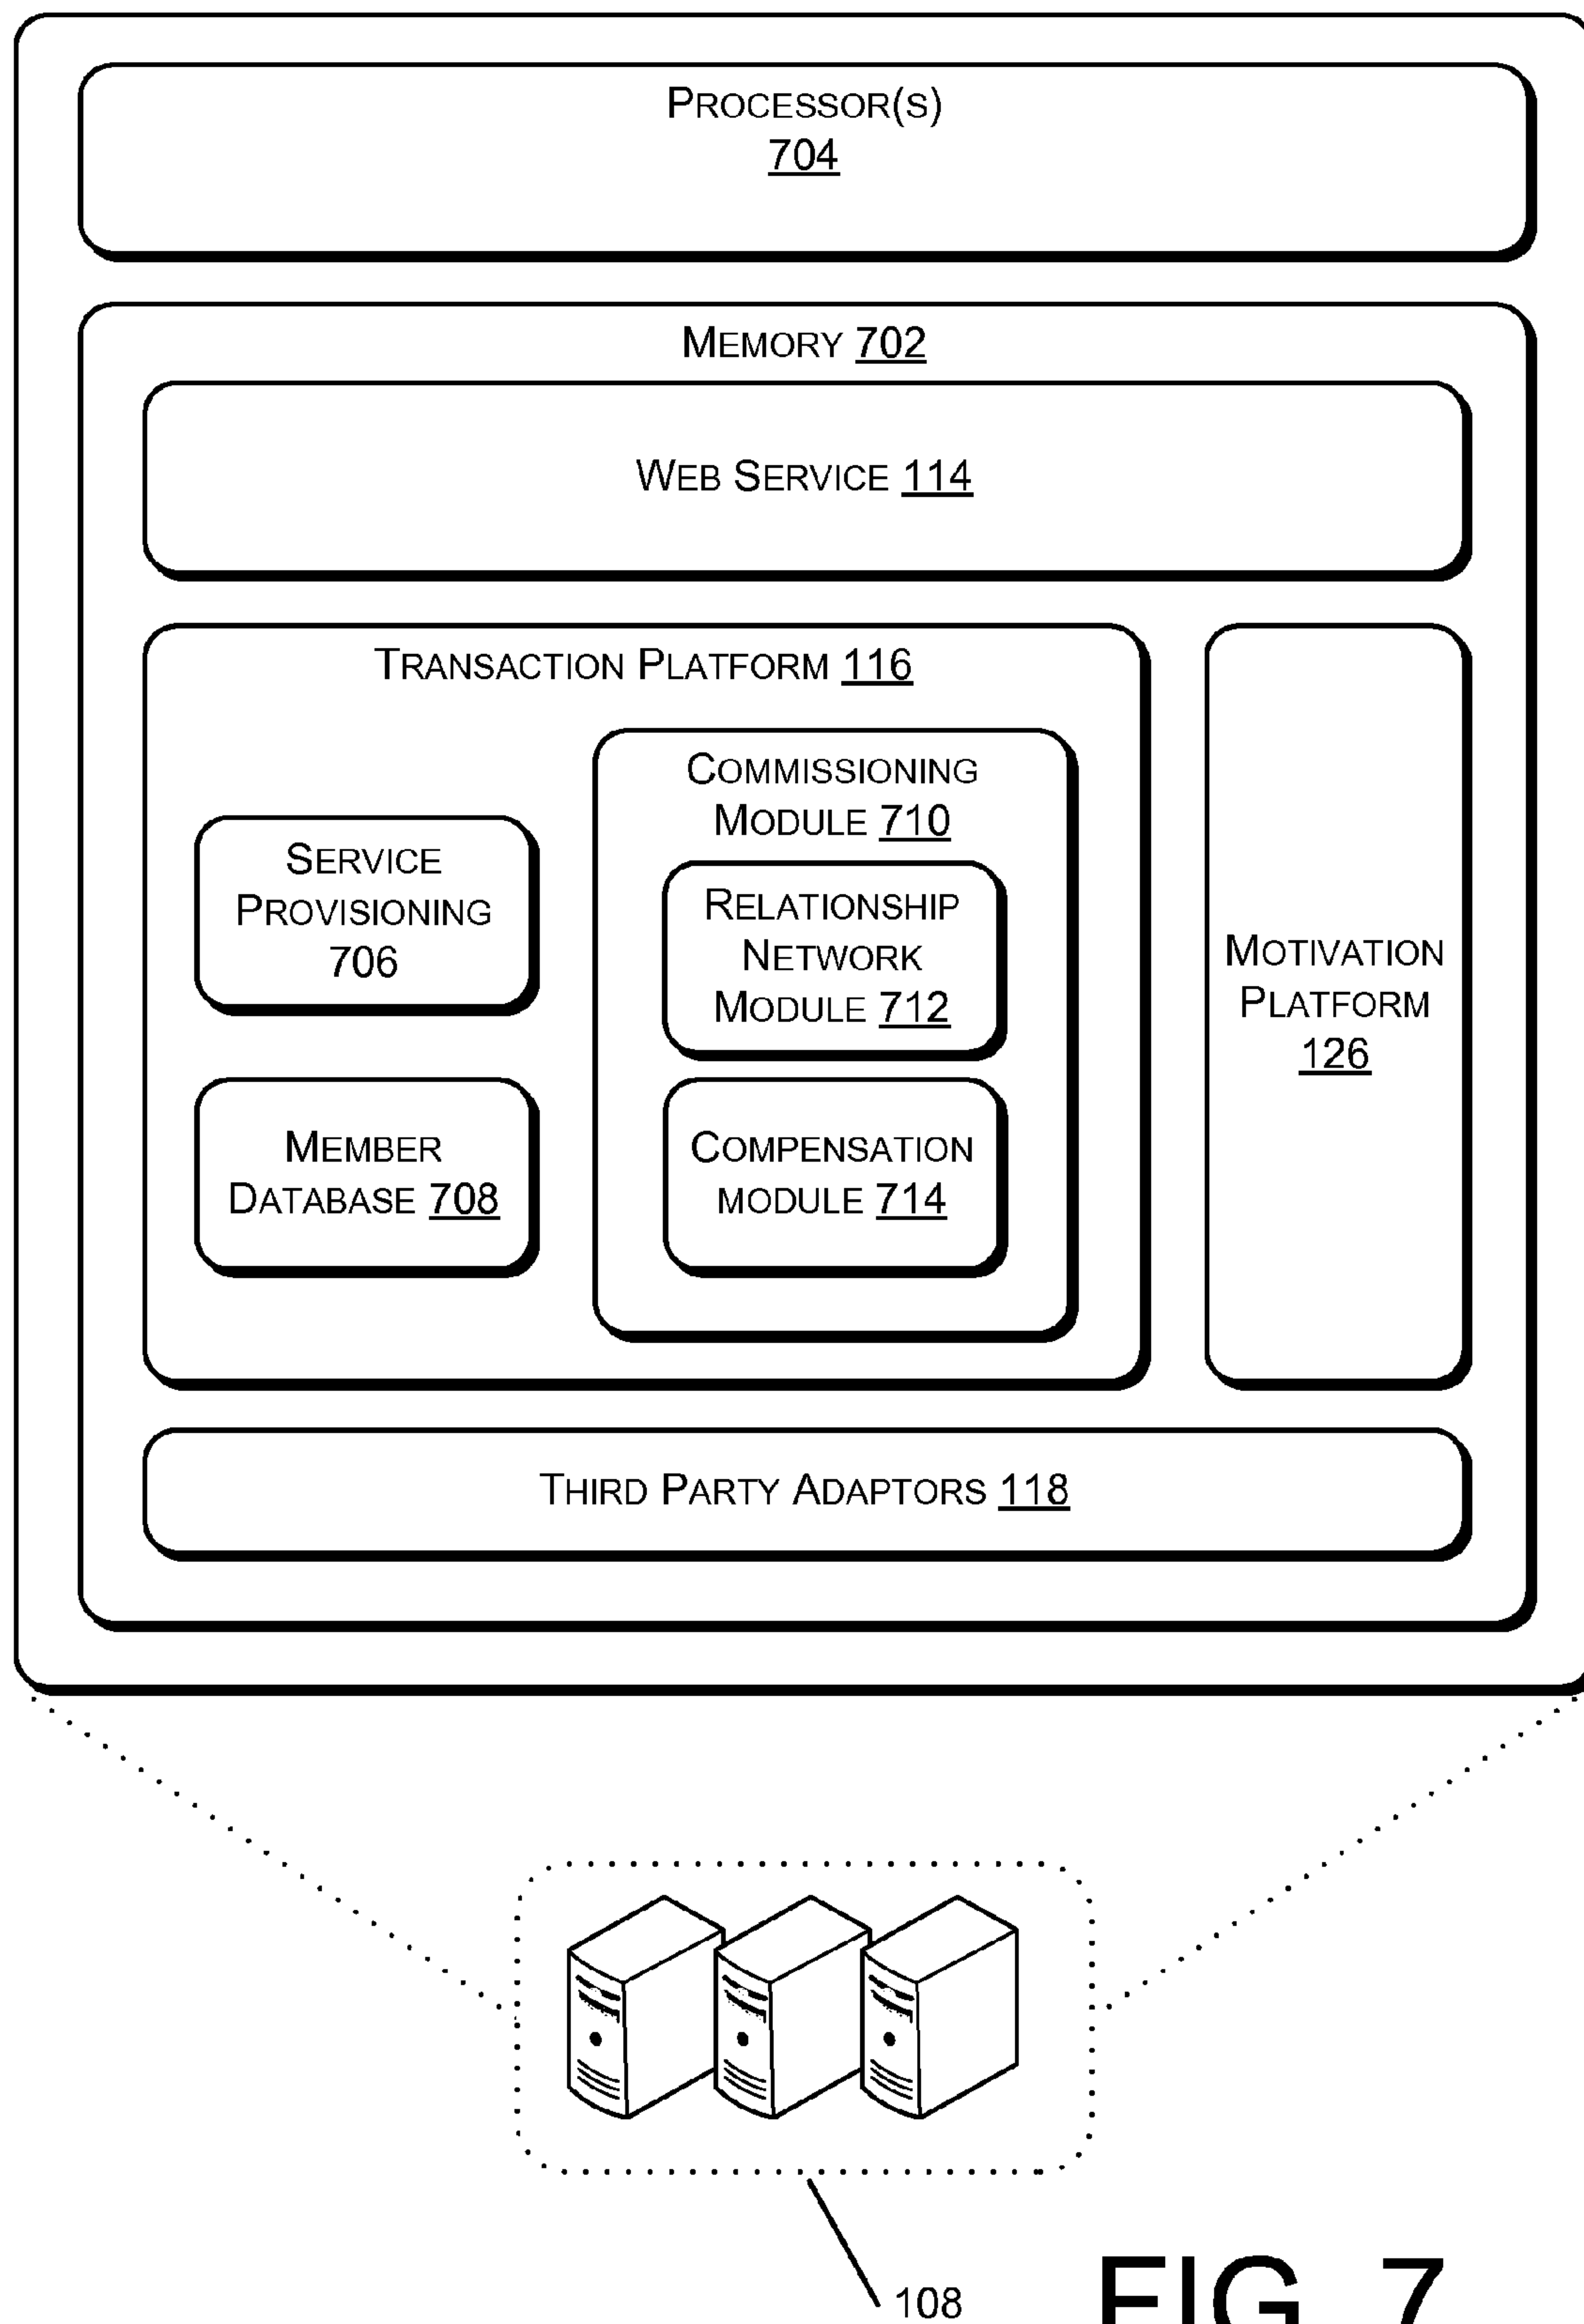 PROCESSOR(S)
704
MEMORY 702
WEB SERVICE 114
TRANSACTION PLATFORM 116
SERVICE
PROVISIONING
706
MEMBER
DATABASE 708
COMMISSIONING
MODULE 710
RELATIONSHIP
NETWORK
MODULE 712
COMPENSATION
MODULE 714
MOTIVATION
PLATFORM
126
THIRD PARTY ADAPTORS 118
108
FIG. 7